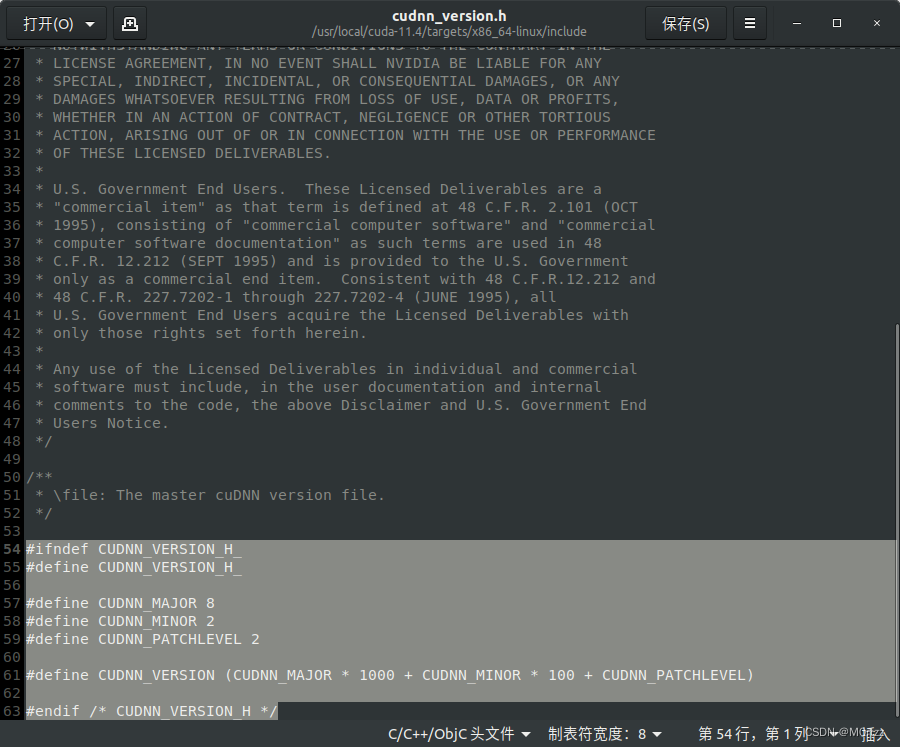 打开(O)
cudnn_version.h
/usr/local/cuda-11.4/targets/x86_64-linux/include
保存(S)
27 * LICENSE AGREEMENT, IN NO EVENT SHALL NVIDIA BE LIABLE FOR ANY
28 * SPECIAL, INDIRECT, INCIDENTAL, OR CONSEQUENTIAL DAMAGES, OR ANY
29 * DAMAGES WHATSOEVER RESULTING FROM LOSS OF USE, DATA OR PROFITS,
30 * WHETHER IN AN ACTION OF CONTRACT, NEGLIGENCE OR OTHER TORTIOUS
31 * ACTION, ARISING OUT OF OR IN CONNECTION WITH THE USE OR PERFORMANCE
32 * OF THESE LICENSED DELIVERABLES.
33 *
34 * U.S. Government End Users.  These Licensed Deliverables are a
35 * "commercial item" as that term is defined at 48 C.F.R. 2.101 (OCT
36 * 1995), consisting of "commercial computer software" and "commercial
37 * computer software documentation" as such terms are used in 48
38 * C.F.R. 12.212 (SEPT 1995) and is provided to the U.S. Government
39 * only as a commercial end item.  Consistent with 48 C.F.R.12.212 and
40 * 48 C.F.R. 227.7202-1 through 227.7202-4 (JUNE 1995), all
41 * U.S. Government End Users acquire the Licensed Deliverables with
42 * only those rights set forth herein.
43 *
44 * Any use of the Licensed Deliverables in individual and commercial
45 * software must include, in the user documentation and internal
46 * comments to the code, the above Disclaimer and U.S. Government End
47 * Users Notice.
48 */
49
50 /**
51 * \file: The master cuDNN version file.
52 */
53
54 #ifndef CUDNN_VERSION_H_
55 #define CUDNN_VERSION_H_
56
57 #define CUDNN_MAJOR 8
58 #define CUDNN_MINOR 2
59 #define CUDNN_PATCHLEVEL 2
60
61 #define CUDNN_VERSION (CUDNN_MAJOR * 1000 + CUDNN_MINOR * 100 + CUDNN_PATCHLEVEL)
62
63 #endif /* CUDNN_VERSION_H */
C/C++/ObjC 头文件 制表符宽度：8 第 54 行，第 1 列 插入